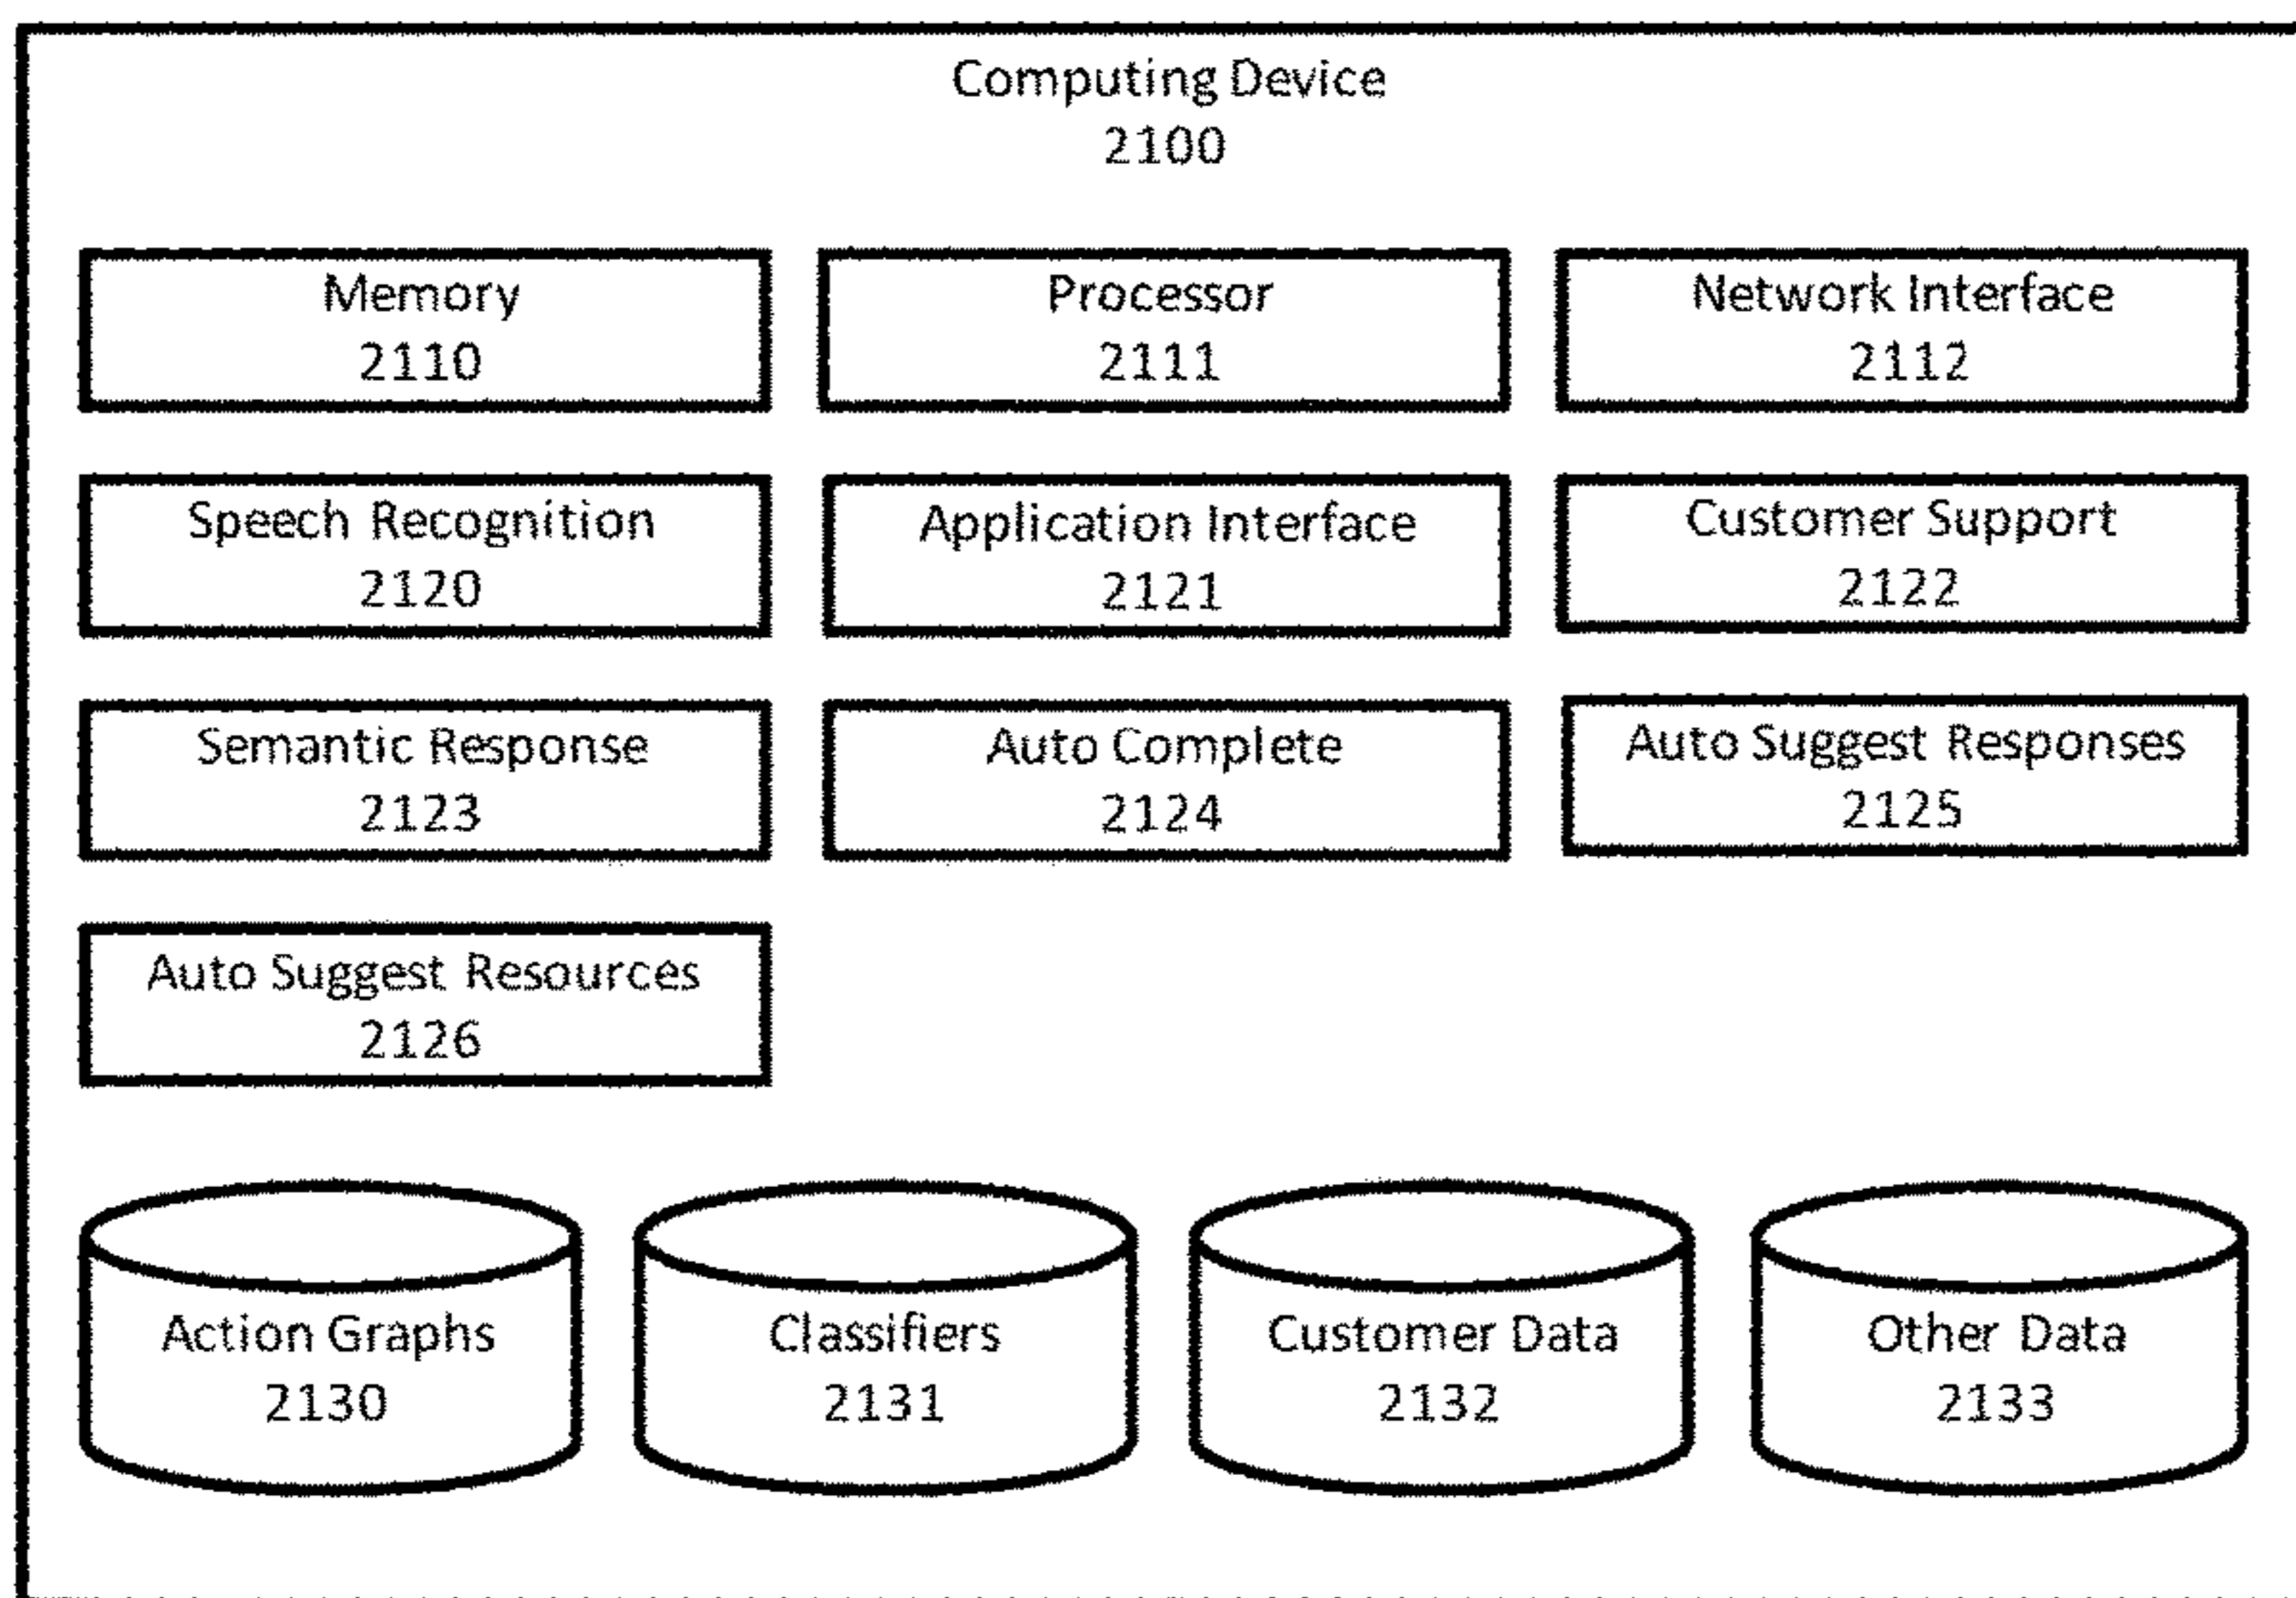 Computing Device
2100
Memory
2110
Processor
2111
Network Interface
2112
Speech Recognition
2120
Application Interface
2121
Customer Support
2122
Semantic Response
2123
Auto Complete
2124
Auto Suggest Responses
2125
Auto Suggest Resources
2126
Action Graphs
2130
Classifiers
2131
Customer Data
2132
Other Data
2133